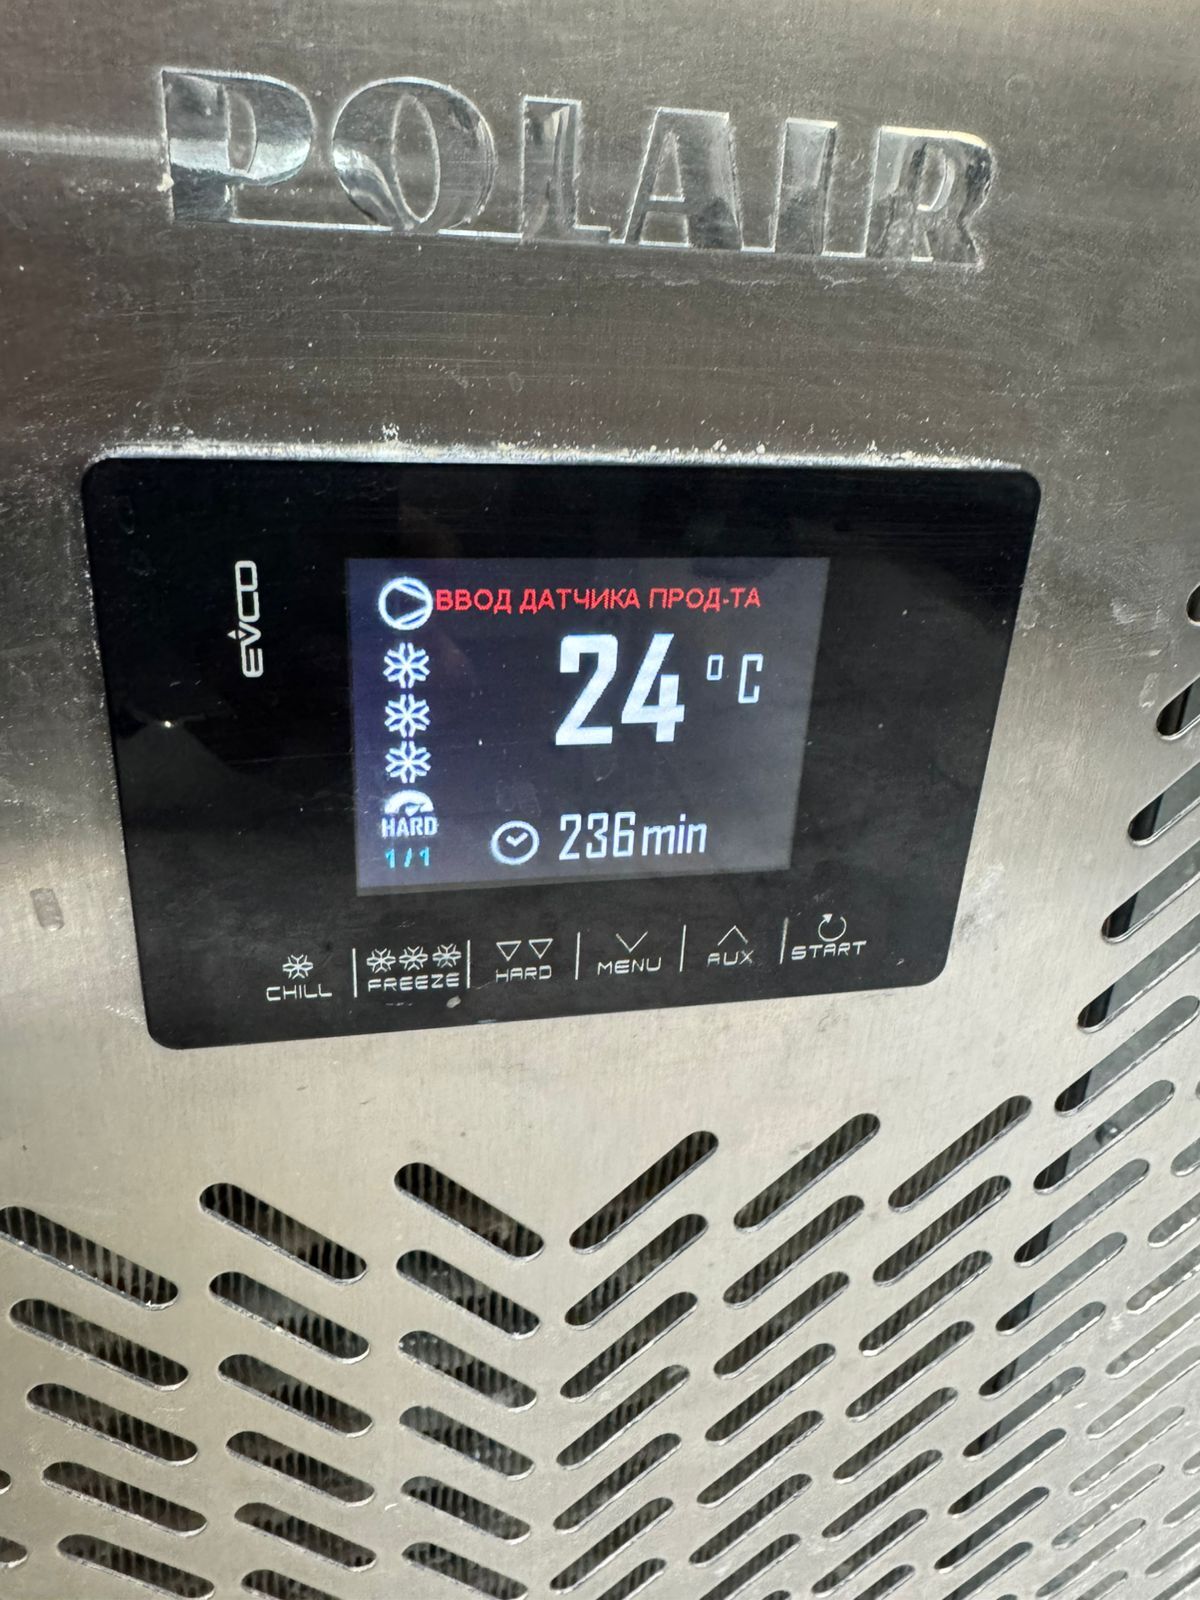 POLAIR
EVCO
ВВОД ДАТЧИКА ПРОД-ТА
24 °C
HARD
1/1
236min
CHILL
FREEZE
HARD
MENU
AUX
START